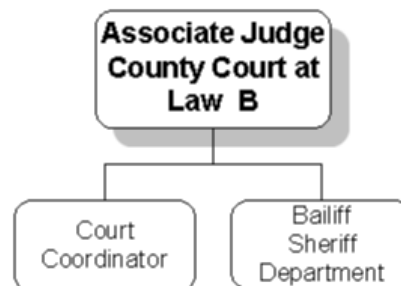 Associate Judge
County Court at
Law B
Court
Coordinator
Bailiff
Sheriff
Department